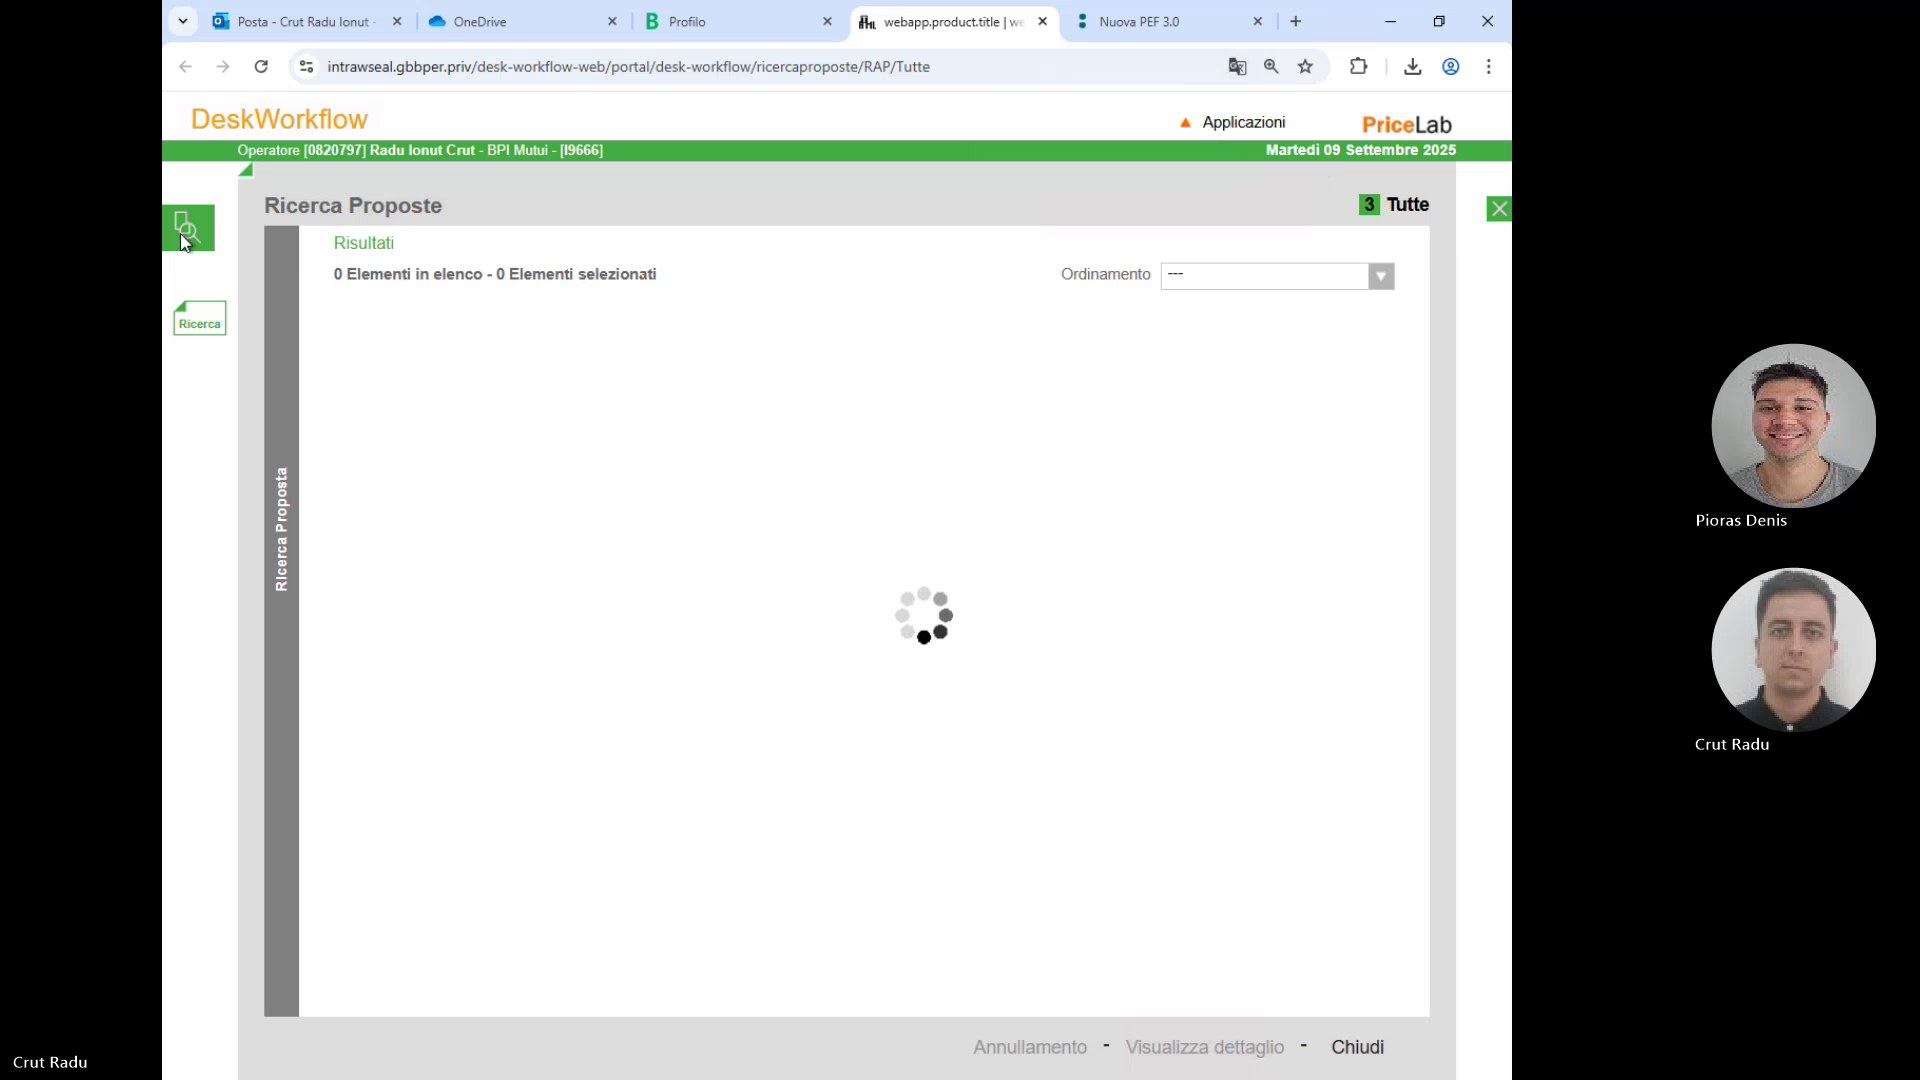 Posta - Crut Radu Ionut
OneDrive
Profilo
webapp.product.title | we
Nuova PEF 3.0
intrawseal.gbbper.priv/desk-workflow-web/portal/desk-workflow/ricercaproposte/RAP/Tutte
DeskWorkflow
Applicazioni
PriceLab
Operatore [0820797] Radu Ionut Crut - BPI Mutui - [I9666]
Martedì 09 Settembre 2025
Ricerca Proposte
3 Tutte
Risultati
0 Elementi in elenco - 0 Elementi selezionati
Ordinamento
---
Ricerca
Ricerca Proposta
Pioras Denis
Crut Radu
Annullamento - Visualizza dettaglio - Chiudi
Crut Radu